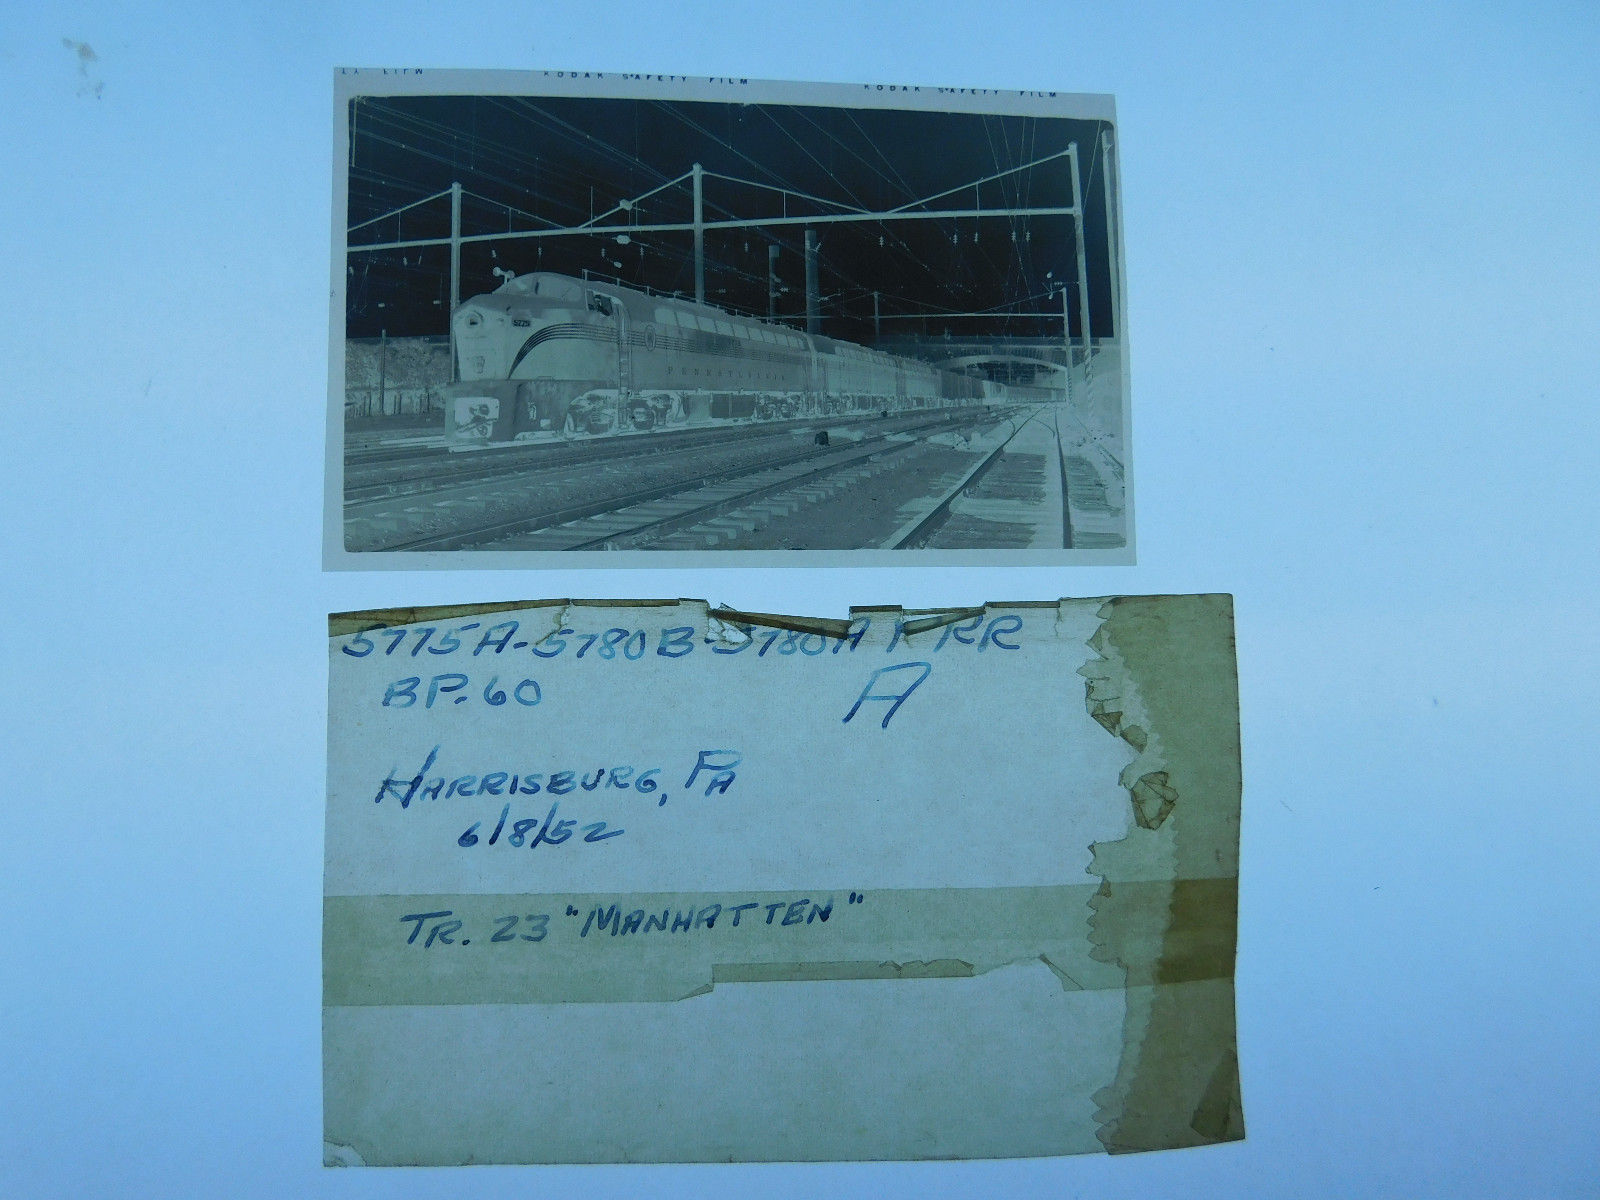 KODAK SAFETY FILM
KODAK SAFETY FILM
5775
PENNSYLVANIA
5775A-5780B-5780A PRR
BP-60
A
HARRISBURG, PA
6/8/52
TR. 23 "MANHATTEN"